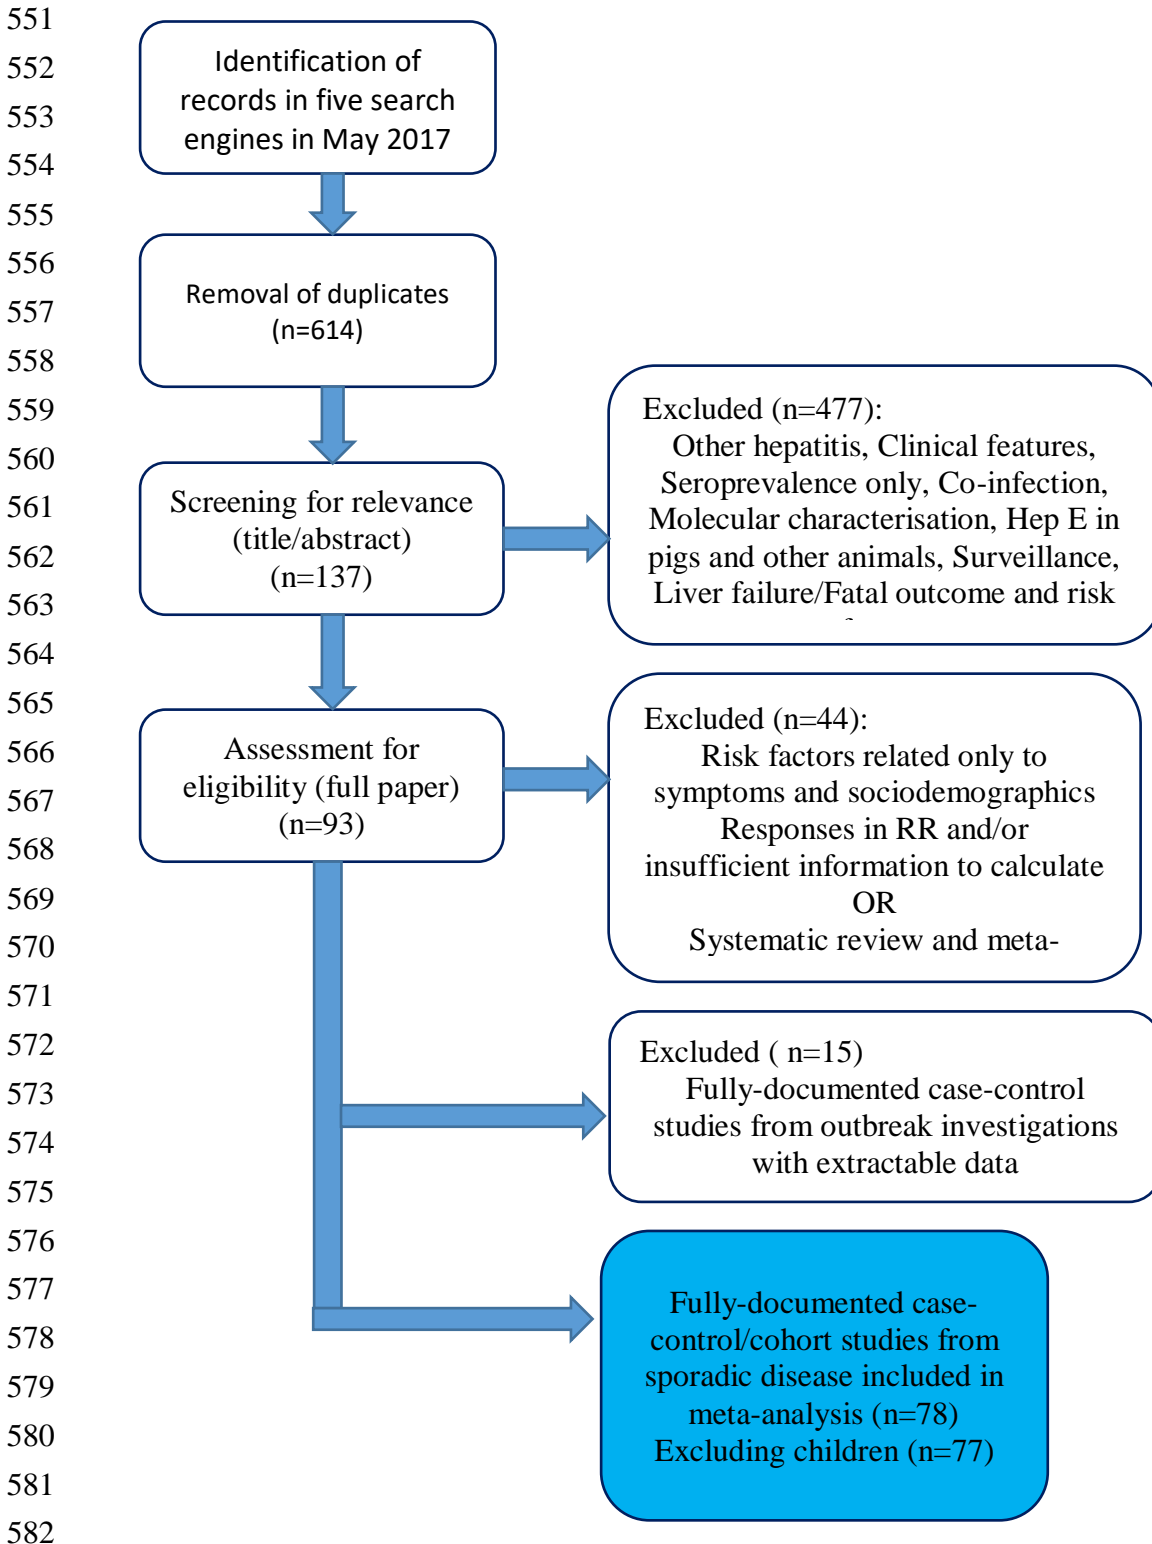 551
552
553
554
555
556
557
558
559
560
561
562
563
564
565
566
567
568
569
570
571
572
573
574
575
576
577
578
579
580
581
582
Identification of
records in five search
engines in May 2017
Removal of duplicates
(n=614)
Screening for relevance
(title/abstract)
(n=137)
Excluded (n=477):
Other hepatitis, Clinical features,
Seroprevalence only, Co-infection,
Molecular characterisation, Hep E in
pigs and other animals, Surveillance,
Liver failure/Fatal outcome and risk
Assessment for
eligibility (full paper)
(n=93)
Excluded (n=44):
Risk factors related only to
symptoms and sociodemographics
Responses in RR and/or
insufficient information to calculate
OR
Systematic review and meta-
Excluded ( n=15)
Fully-documented case-control
studies from outbreak investigations
with extractable data
Fully-documented case-
control/cohort studies from
sporadic disease included in
meta-analysis (n=78)
Excluding children (n=77)